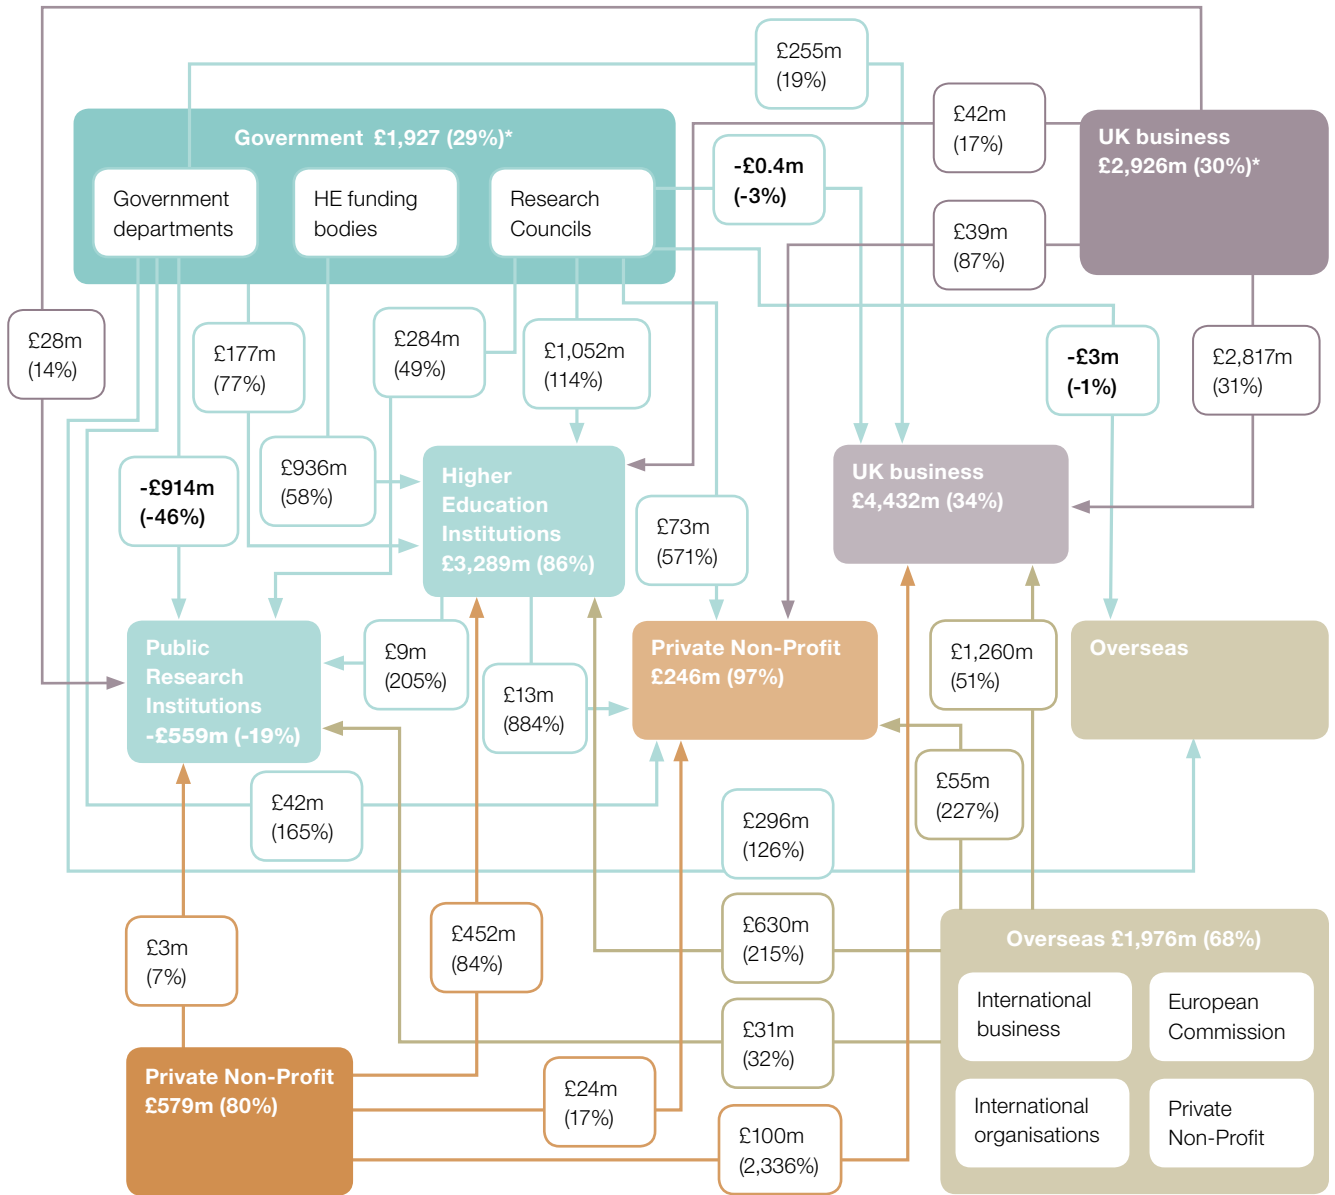 £255m
(19%)
Government £1,927 (29%)*
£42m
(17%)
UK business
£2,926m (30%)*
-£0.4m
(-3%)
Government
departments
HE funding
bodies
Research
Councils
£39m
(87%)
£28m
(14%)
£177m
(77%)
£284m
(49%)
£1,052m
(114%)
-£3m
(-1%)
£2,817m
(31%)
-£914m
(-46%)
£936m
(58%)
Higher
Education
Institutions
£3,289m (86%)
£73m
(571%)
UK business
£4,432m (34%)
Public
Research
Institutions
-£559m (-19%)
£9m
(205%)
£13m
(884%)
Private Non-Profit
£246m (97%)
£1,260m
(51%)
Overseas
£42m
(165%)
£296m
(126%)
£55m
(227%)
£3m
(7%)
£452m
(84%)
£630m
(215%)
Overseas £1,976m (68%)
International
business
European
Commission
£31m
(32%)
Private Non-Profit
£579m (80%)
£24m
(17%)
International
organisations
Private
Non-Profit
£100m
(2,336%)